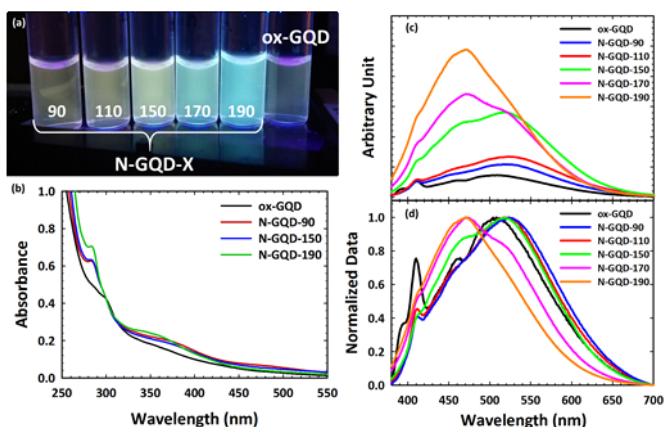 (a)
ox-GQD
90 110 150 170 190
N-GQD-X
(b)
1.0
0.8
0.6
0.4
0.2
0.0
Absorbance
ox-GQD
N-GQD-90
N-GQD-150
N-GQD-190
250 300 350 400 450 500 550
Wavelength (nm)
(c)
Arbitrary Unit
ox-GQD
N-GQD-90
N-GQD-110
N-GQD-150
N-GQD-170
N-GQD-190
(d)
1.0
0.8
0.6
0.4
0.2
0.0
Normalized Data
ox-GQD
N-GQD-90
N-GQD-110
N-GQD-150
N-GQD-170
N-GQD-190
400 450 500 550 600 650 700
Wavelength (nm)